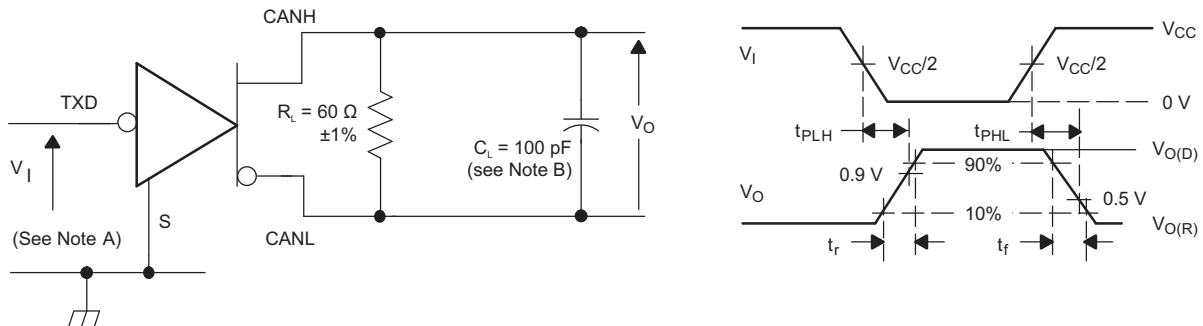 CANH
TXD
R_L = 60 Ω
±1%
C_L = 100 pF
(see Note B)
V_O
V_I
S
(See Note A)
CANL
V_I
V_CC
V_CC/2
V_CC/2
0 V
t_PLH
t_PHL
V_O(D)
90%
0.9 V
V_O
0.5 V
10%
V_O(R)
t_r
t_f